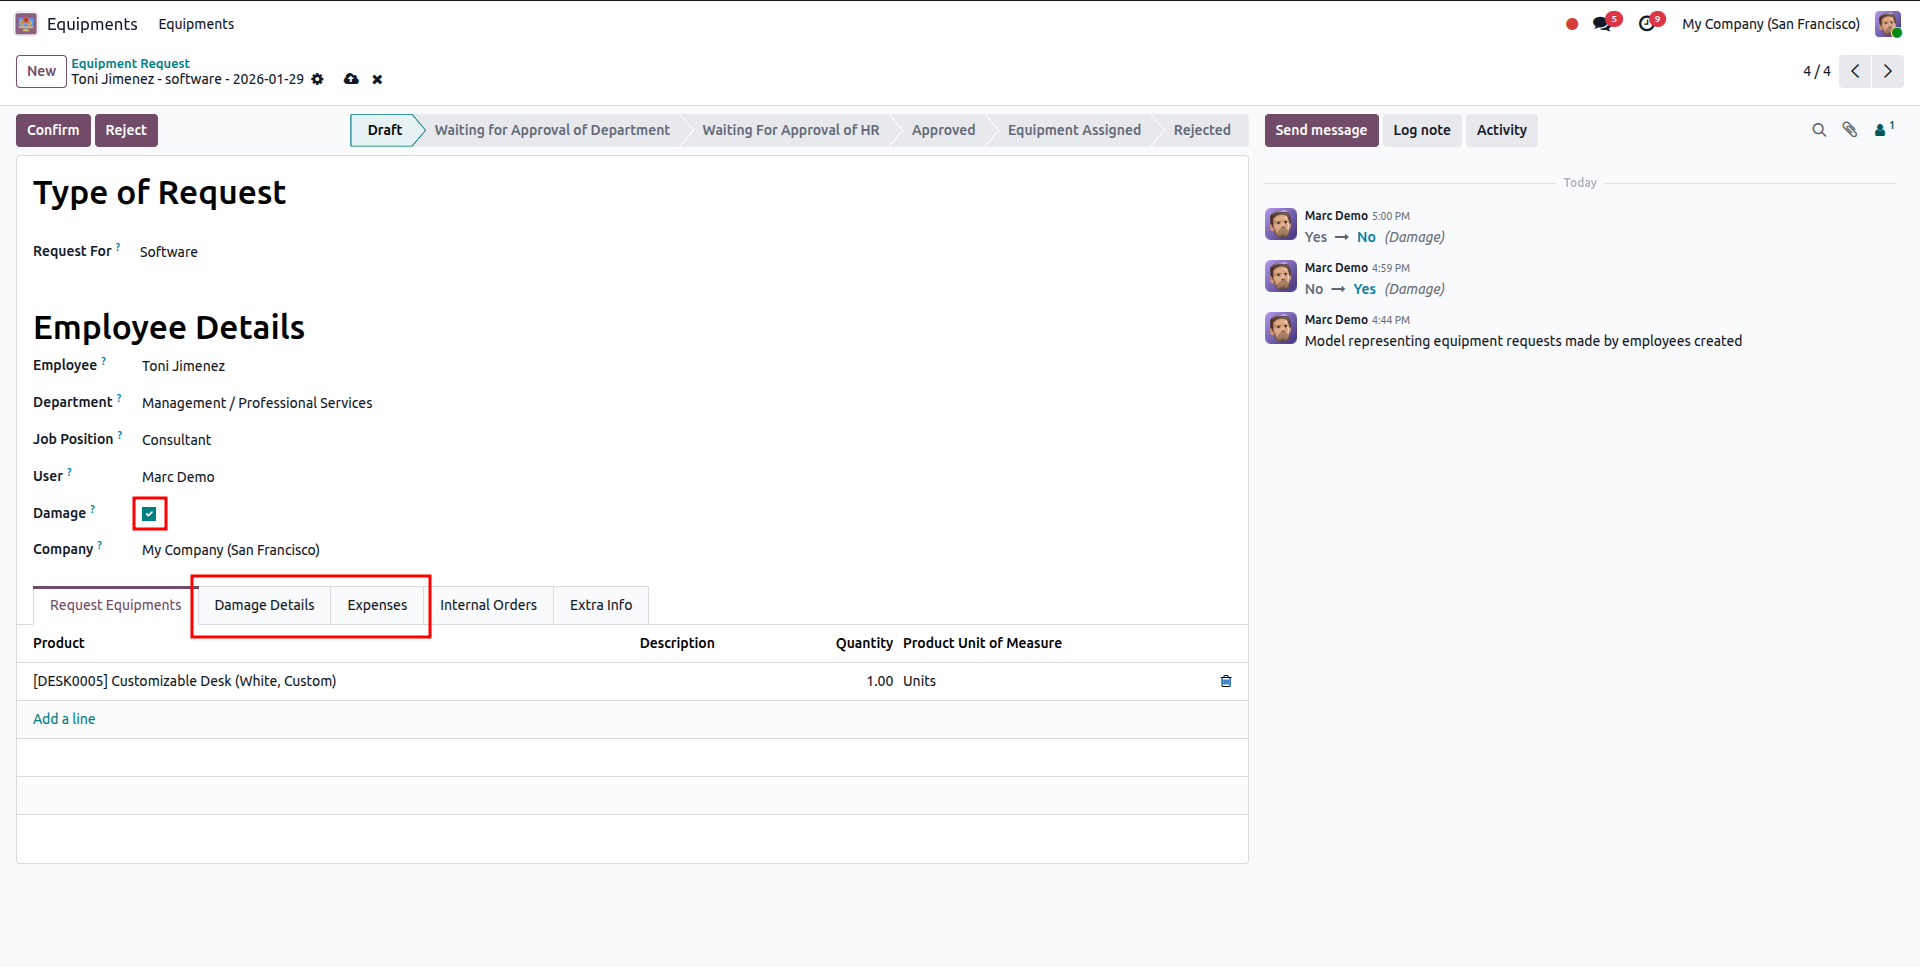 Equipments Equipments 5 9 My Company (San Francisco)
New Equipment Request
Toni Jimenez - software - 2026-01-29 4 / 4
Confirm Reject Draft Waiting for Approval of Department Waiting For Approval of HR Approved Equipment Assigned Rejected Send message Log note Activity 1
Type of Request
Request For ? Software
Employee Details
Employee ? Toni Jimenez
Department ? Management / Professional Services
Job Position ? Consultant
User ? Marc Demo
Damage ?
Company ? My Company (San Francisco)
Request Equipments Damage Details Expenses Internal Orders Extra Info
Product Description Quantity Product Unit of Measure
[DESK0005] Customizable Desk (White, Custom) 1.00 Units
Add a line
Today
Marc Demo 5:00 PM
Yes → No (Damage)
Marc Demo 4:59 PM
No → Yes (Damage)
Marc Demo 4:44 PM
Model representing equipment requests made by employees created